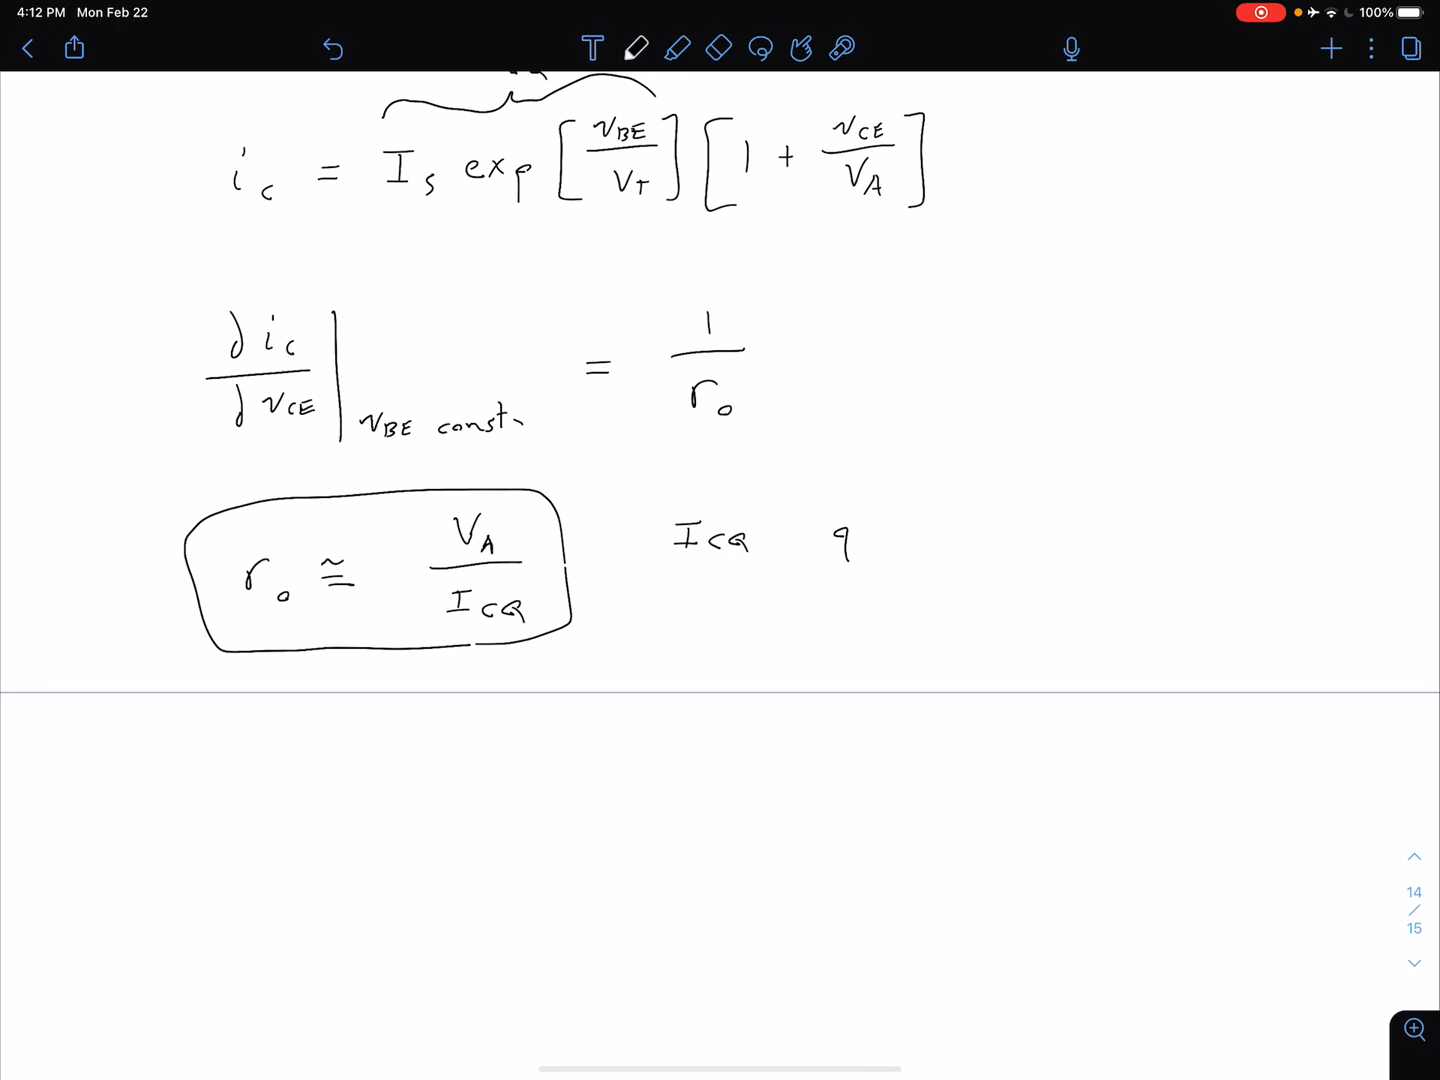 4:12 PM Mon Feb 22 100%
i_c = I_s exp [v_BE / V_T] [1 + v_CE / V_A]
∂ i_c / ∂ v_CE | v_BE const. = 1 / r_o
r_o ≅ V_A / I_CQ I_CQ q
14
/
15